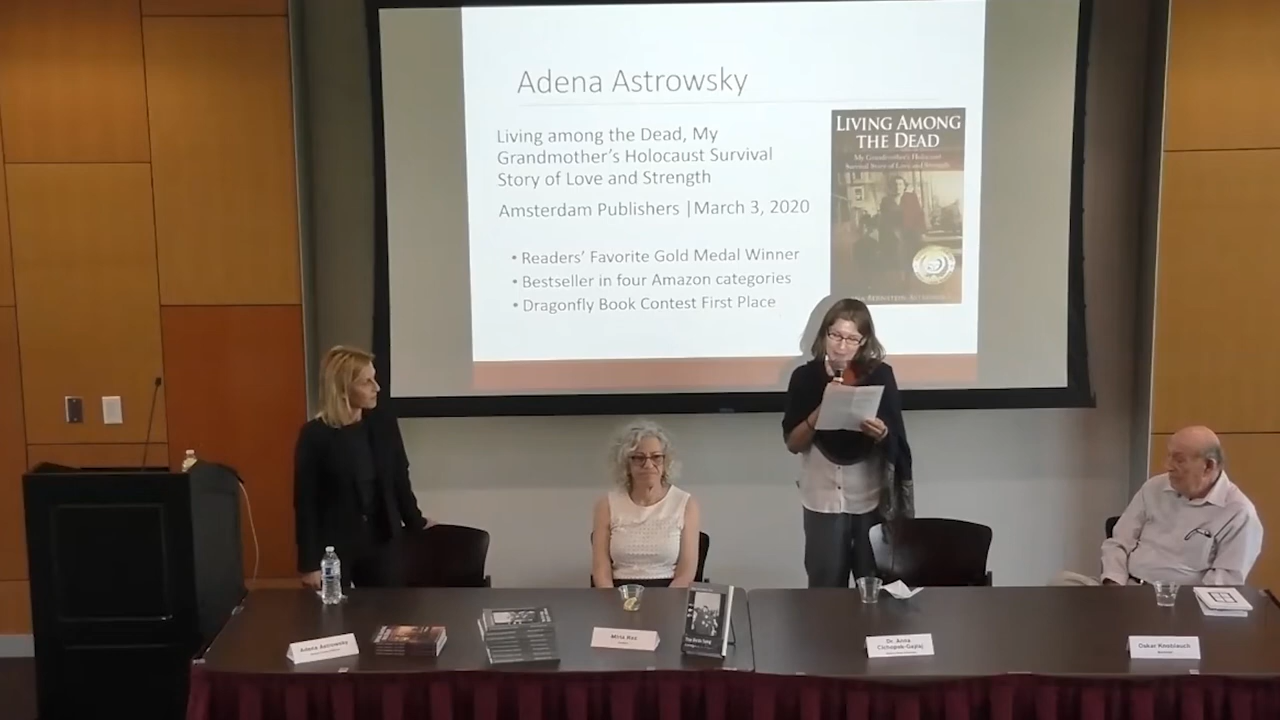 Adena Astrowsky
Living among the Dead, My
Grandmother's Holocaust Survival
Story of Love and Strength
Amsterdam Publishers | March 3, 2020
• Readers' Favorite Gold Medal Winner
• Bestseller in four Amazon categories
• Dragonfly Book Contest First Place
LIVING AMONG
THE DEAD
My Grandmother's Holocaust
Survival Story of Love and Strength
Adena Astrowsky
Dr. Anna
Cichopek-Gajraj
Oskar Knoblauch